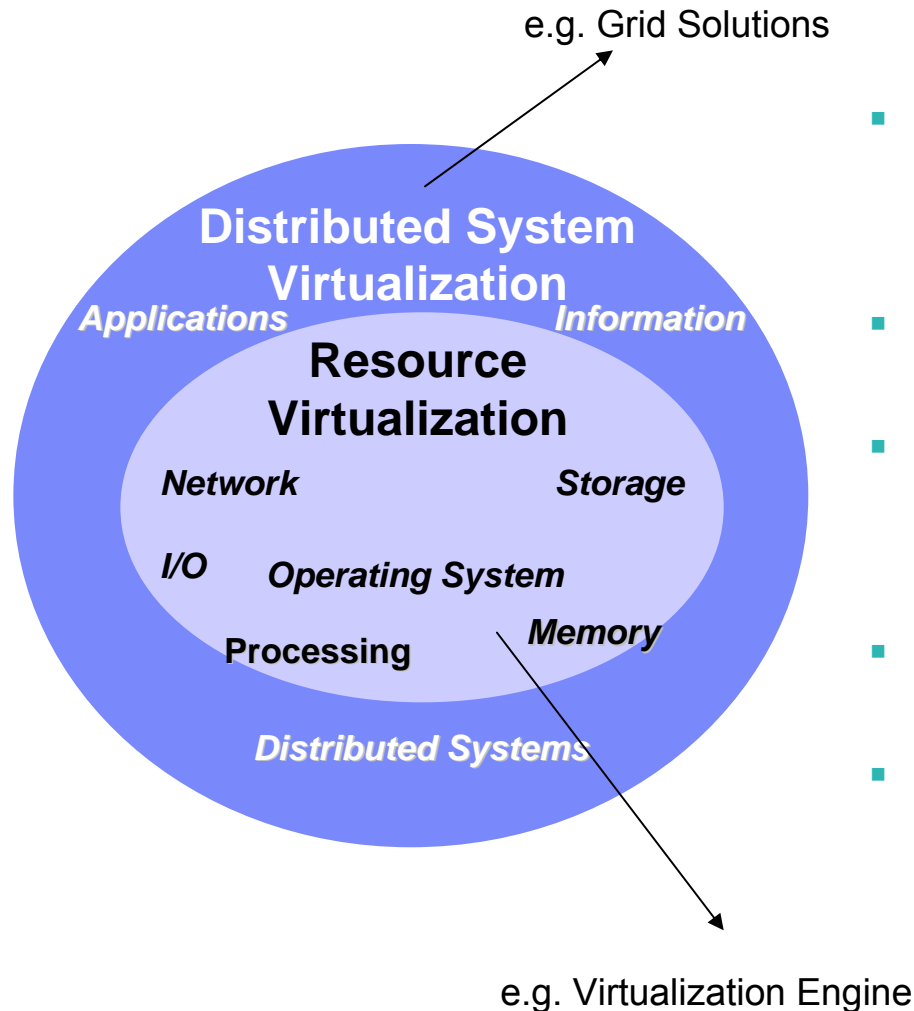 e.g. Grid Solutions
Distributed System
Virtualization
Applications
Information
Resource
Virtualization
Network
Storage
I/O
Operating System
Memory
Processing
Distributed Systems
e.g. Virtualization Engine